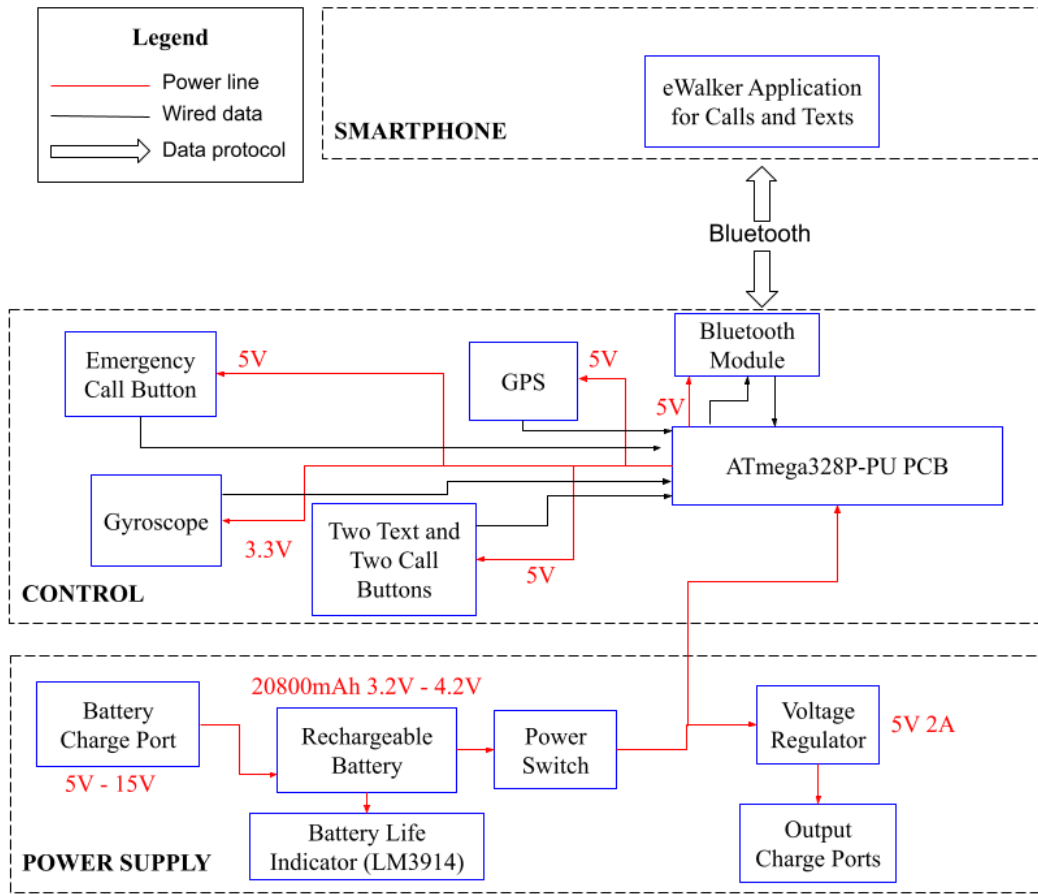 Legend
Power line
Wired data
Data protocol
eWalker Application
for Calls and Texts
SMARTPHONE
Bluetooth
Bluetooth
Module
Emergency
Call Button
5V
GPS
5V
5V
ATmega328P-PU PCB
Gyroscope
3.3V
Two Text and
Two Call
Buttons
5V
CONTROL
20800mAh 3.2V - 4.2V
Battery
Charge Port
5V - 15V
Rechargeable
Battery
Power
Switch
Voltage
Regulator
5V 2A
Battery Life
Indicator (LM3914)
Output
Charge Ports
POWER SUPPLY